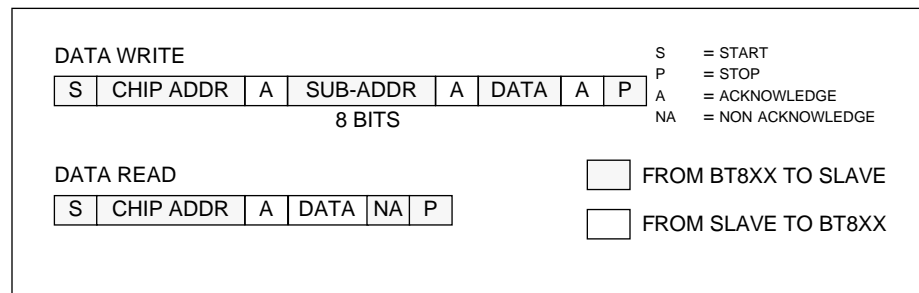 DATA WRITE
S CHIP ADDR A SUB-ADDR A DATA A P
8 BITS
S = START
P = STOP
A = ACKNOWLEDGE
NA = NON ACKNOWLEDGE
DATA READ
S CHIP ADDR A DATA NA P
FROM BT8XX TO SLAVE
FROM SLAVE TO BT8XX